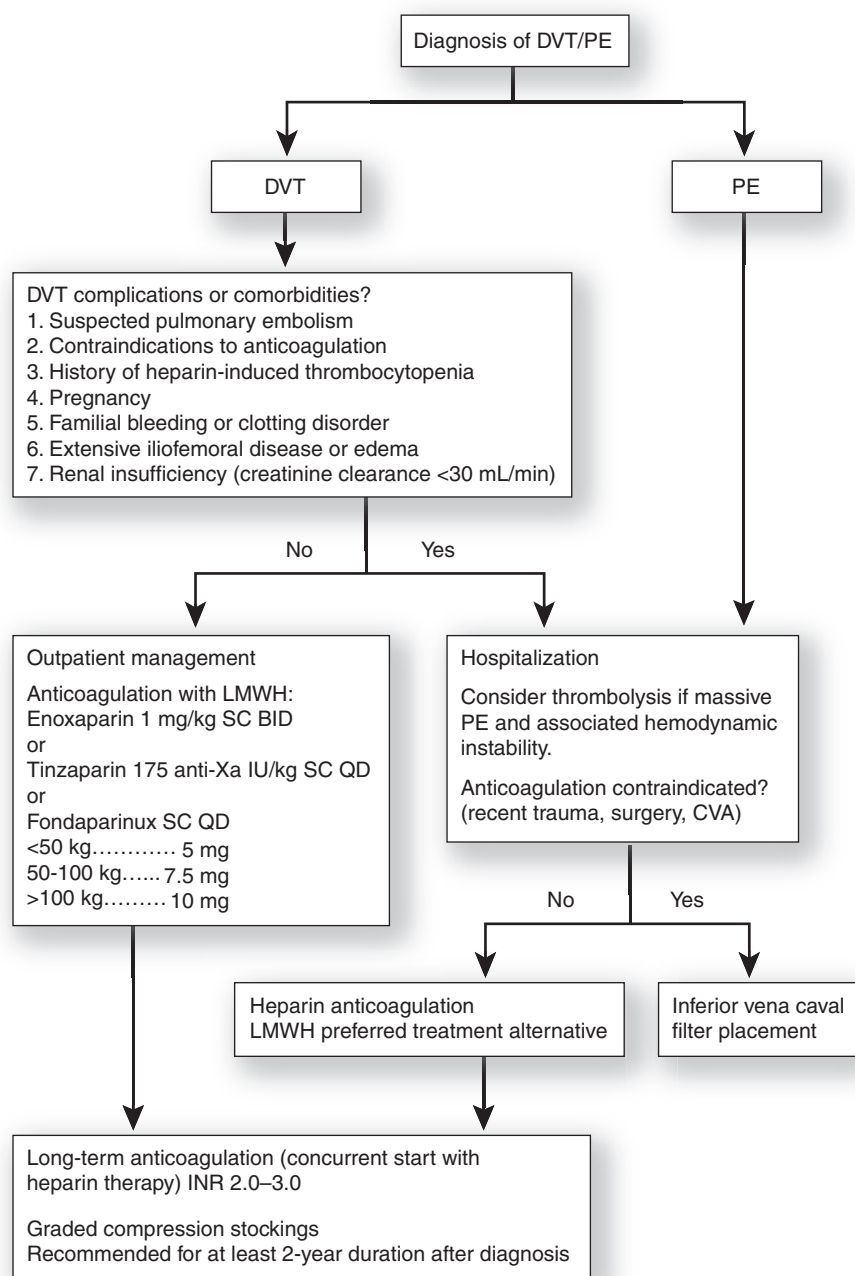 Diagnosis of DVT/PE
DVT
PE
DVT complications or comorbidities?
1. Suspected pulmonary embolism
2. Contraindications to anticoagulation
3. History of heparin-induced thrombocytopenia
4. Pregnancy
5. Familial bleeding or clotting disorder
6. Extensive iliofemoral disease or edema
7. Renal insufficiency (creatinine clearance <30 mL/min)
No
Yes
Outpatient management
Anticoagulation with LMWH:
Enoxaparin 1 mg/kg SC BID
or
Tinzaparin 175 anti-Xa IU/kg SC QD
or
Fondaparinux SC QD
<50 kg............ 5 mg
50-100 kg...... 7.5 mg
>100 kg......... 10 mg
Hospitalization
Consider thrombolysis if massive
PE and associated hemodynamic
instability.
Anticoagulation contraindicated?
(recent trauma, surgery, CVA)
No
Yes
Heparin anticoagulation
LMWH preferred treatment alternative
Inferior vena caval
filter placement
Long-term anticoagulation (concurrent start with
heparin therapy) INR 2.0–3.0
Graded compression stockings
Recommended for at least 2-year duration after diagnosis